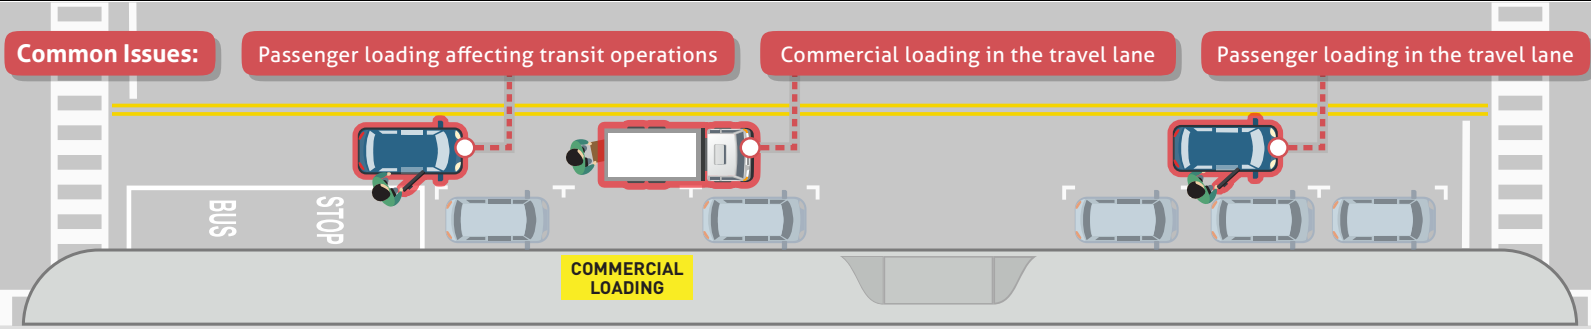 Common Issues:
Passenger loading affecting transit operations
Commercial loading in the travel lane
Passenger loading in the travel lane
BUS
STOP
COMMERCIAL
LOADING